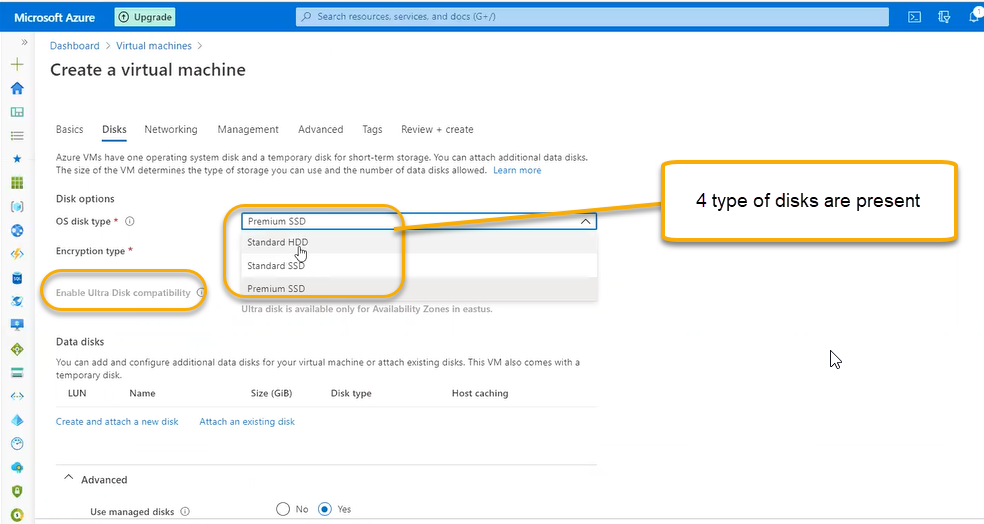 Microsoft Azure Upgrade Search resources, services, and docs (G+/) 1
Dashboard > Virtual machines >
Create a virtual machine
Basics Disks Networking Management Advanced Tags Review + create
Azure VMs have one operating system disk and a temporary disk for short-term storage. You can attach additional data disks.
The size of the VM determines the type of storage you can use and the number of data disks allowed. Learn more
Disk options
OS disk type * Premium SSD
Standard HDD
Encryption type *
Standard SSD
Enable Ultra Disk compatibility Premium SSD
Ultra disk is available only for Availability Zones in eastus.
4 type of disks are present
Data disks
You can add and configure additional data disks for your virtual machine or attach existing disks. This VM also comes with a
temporary disk.
LUN Name Size (GiB) Disk type Host caching
Create and attach a new disk Attach an existing disk
Advanced
Use managed disks No Yes